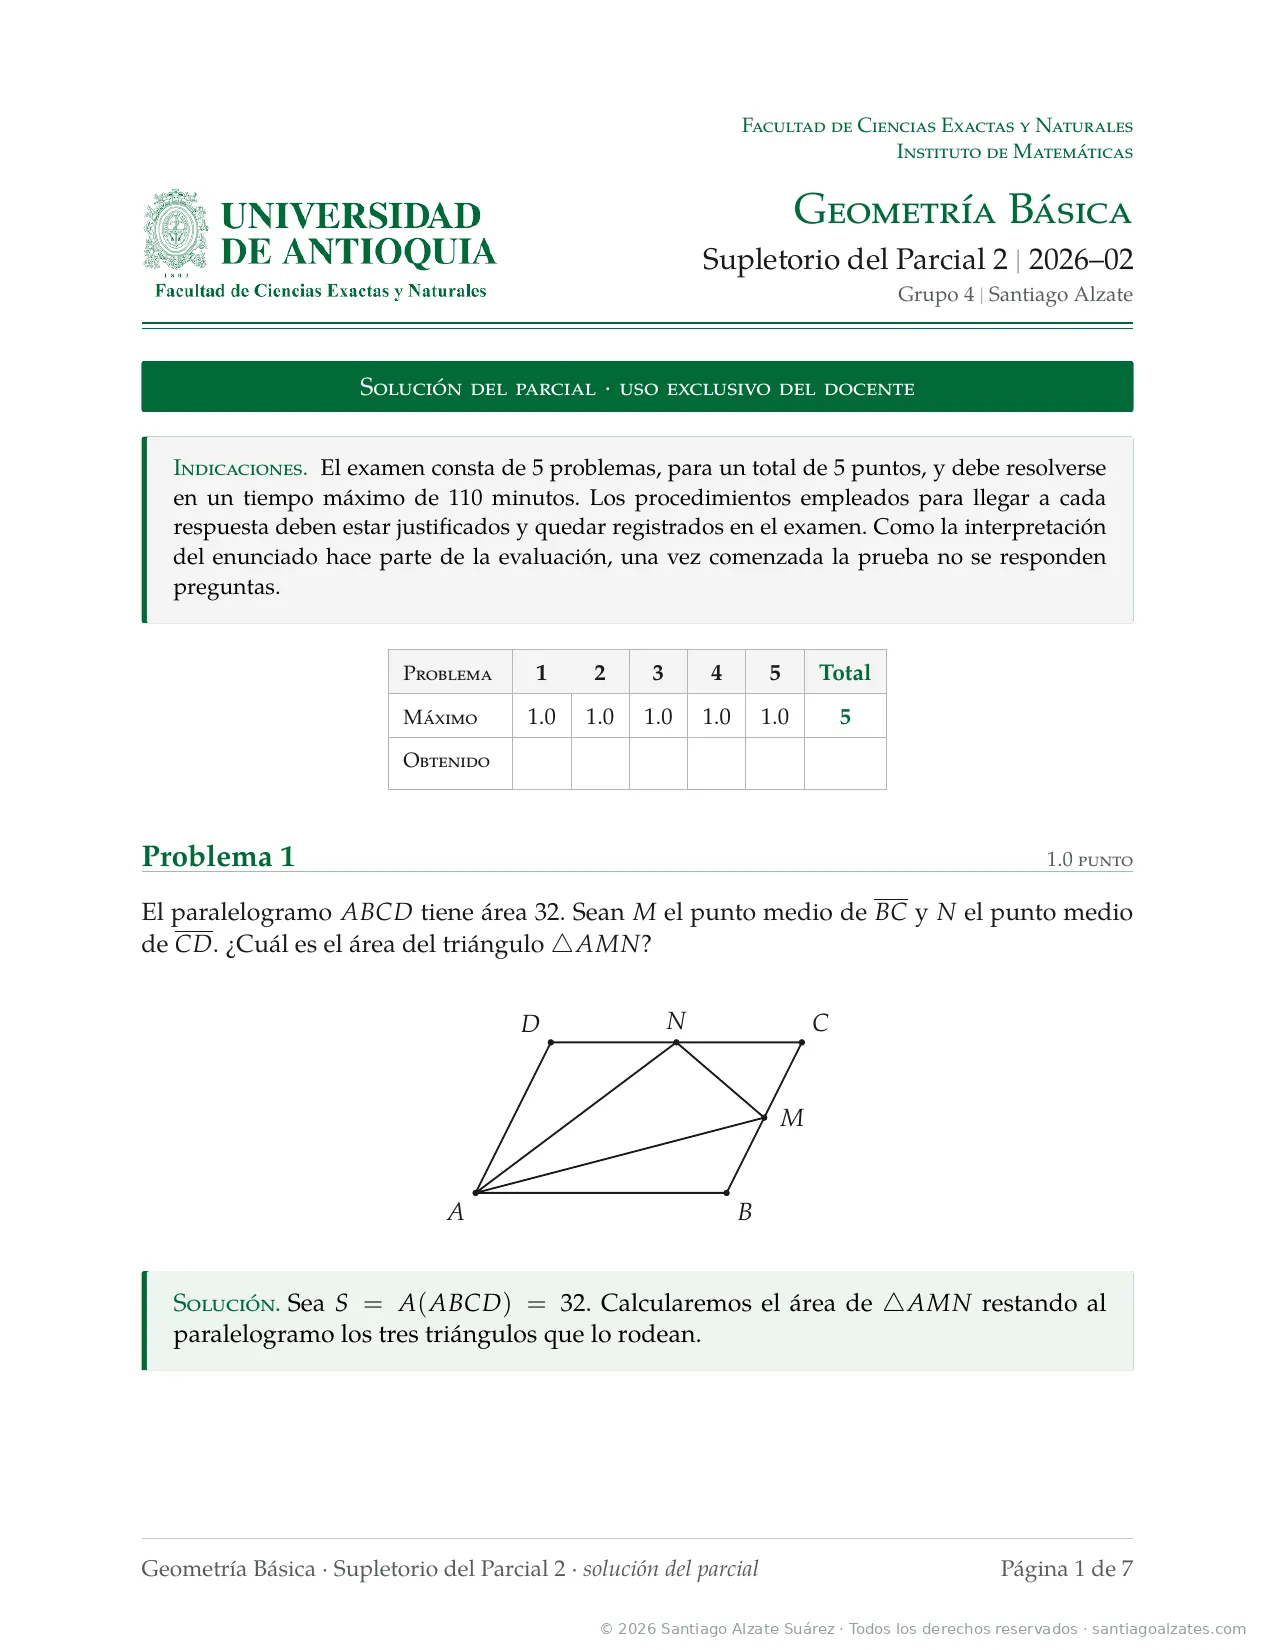 Facultad de Ciencias Exactas y Naturales
Instituto de Matemáticas
UNIVERSIDAD
DE ANTIOQUIA
1803
Facultad de Ciencias Exactas y Naturales
Geometría Básica
Supletorio del Parcial 2 | 2026–02
Grupo 4 | Santiago Alzate
Solución del parcial · uso exclusivo del docente
Indicaciones. El examen consta de 5 problemas, para un total de 5 puntos, y debe resolverse
en un tiempo máximo de 110 minutos. Los procedimientos empleados para llegar a cada
respuesta deben estar justificados y quedar registrados en el examen. Como la interpretación
del enunciado hace parte de la evaluación, una vez comenzada la prueba no se responden
preguntas.
Problema 1 2 3 4 5 Total
Máximo 1.0 1.0 1.0 1.0 1.0 5
Obtenido
Problema 1 1.0 punto
El paralelogramo ABCD tiene área 32. Sean M el punto medio de B̅C̅ y N el punto medio
de C̅D̅. ¿Cuál es el área del triángulo △AMN?
D N C
M
A B
Solución. Sea S = A(ABCD) = 32. Calcularemos el área de △AMN restando al
paralelogramo los tres triángulos que lo rodean.
Geometría Básica · Supletorio del Parcial 2 · solución del parcial Página 1 de 7
© 2026 Santiago Alzate Suárez · Todos los derechos reservados · santiagoalzates.com